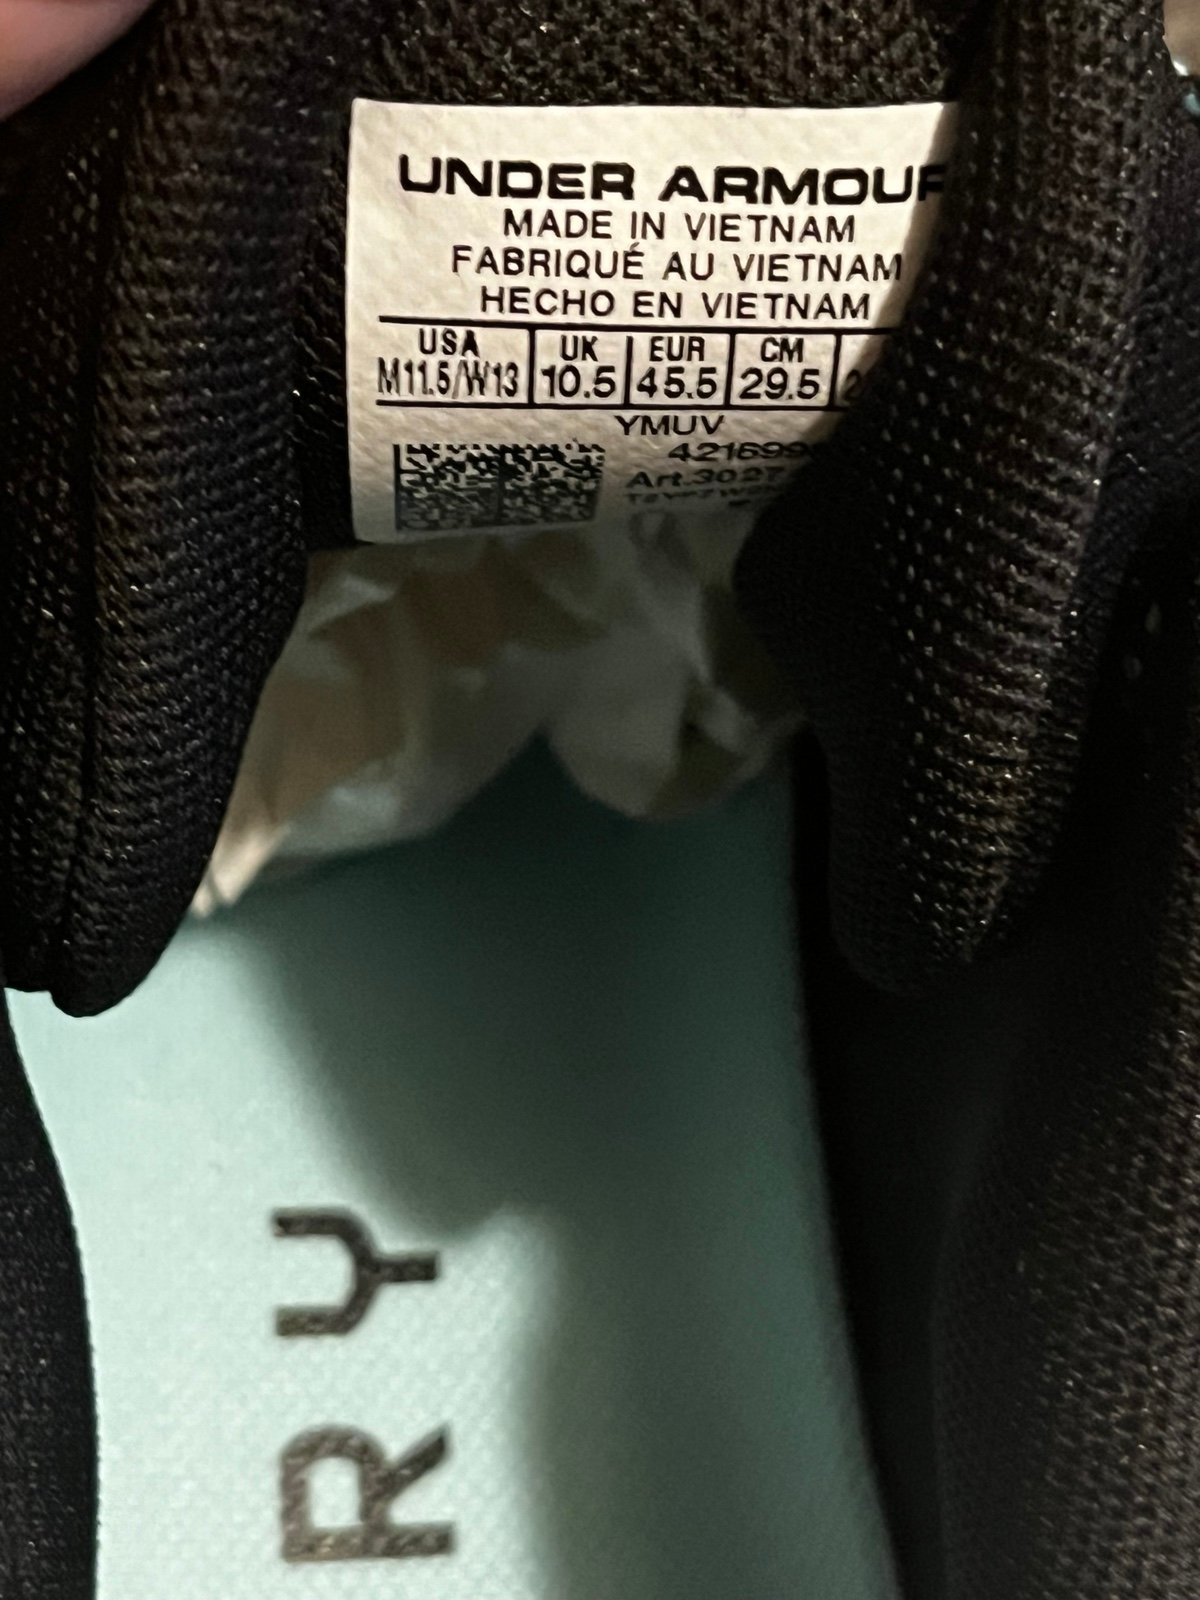 UNDER ARMOUR
MADE IN VIETNAM
FABRIQUÉ AU VIETNAM
HECHO EN VIETNAM
USA UK EUR CM
M11.5/W13 10.5 45.5 29.5
YMUV
RY